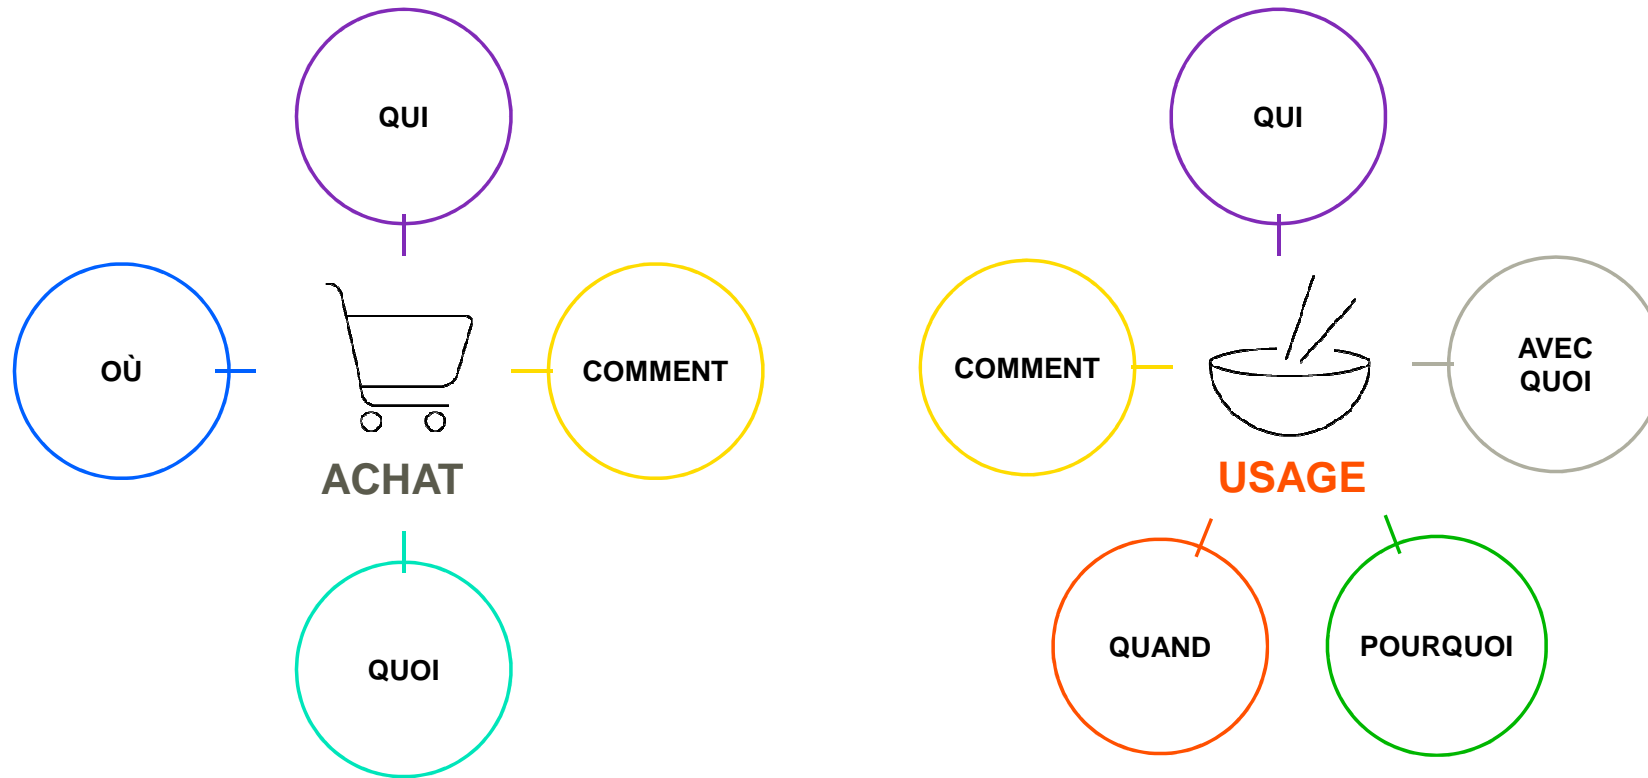 QUI
OÙ
COMMENT
ACHAT
QUOI
QUI
COMMENT
AVEC
QUOI
USAGE
QUAND
POURQUOI